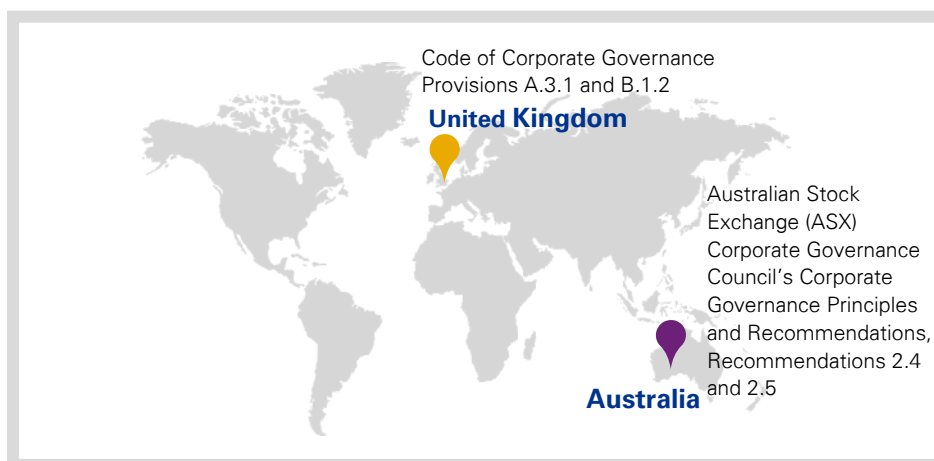 Code of Corporate Governance
Provisions A.3.1 and B.1.2
United Kingdom
Australian Stock
Exchange (ASX)
Corporate Governance
Council's Corporate
Governance Principles
and Recommendations,
Recommendations 2.4
and 2.5
Australia